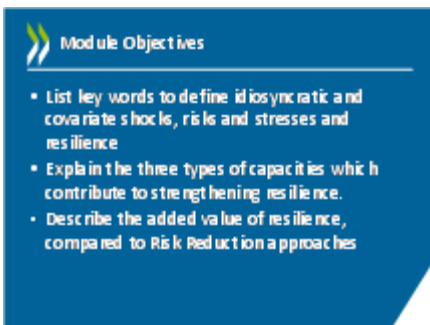 Module Objectives
▪ List key words to define idiosyncratic and
covariate shocks, risks and stresses and
resilience
▪ Explain the three types of capacities which
contribute to strengthening resilience.
• Describe the added value of resilience,
compared to Risk Reduction approaches